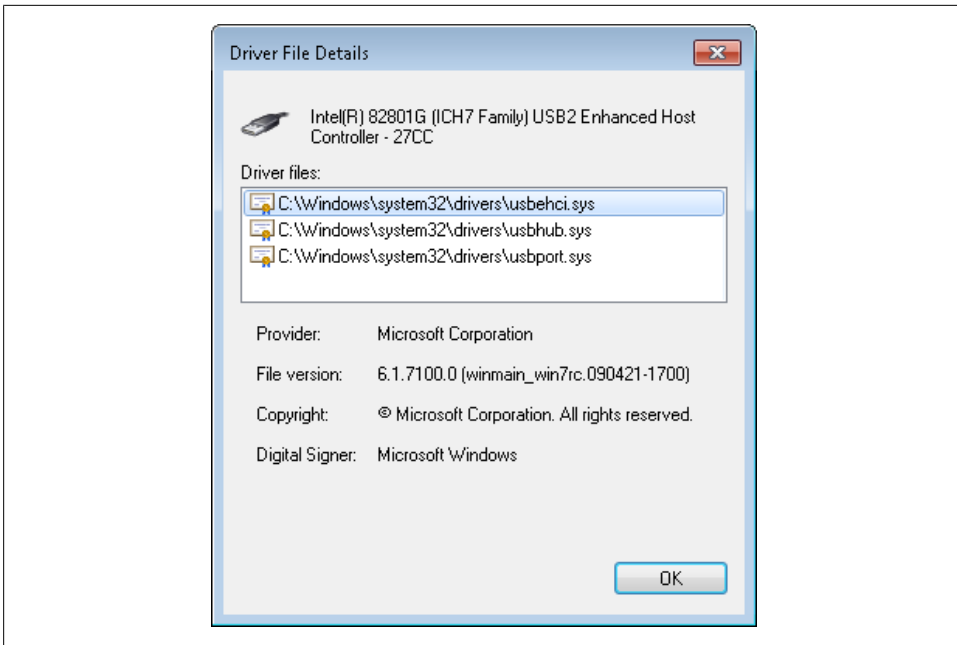 Driver File Details
Intel(R) 82801G (ICH7 Family) USB2 Enhanced Host
Controller - 27CC
Driver files:
C:\Windows\system32\drivers\usbehci.sys
C:\Windows\system32\drivers\usbhub.sys
C:\Windows\system32\drivers\usbport.sys
Provider: Microsoft Corporation
File version: 6.1.7100.0 (winmain_win7rc.090421-1700)
Copyright: © Microsoft Corporation. All rights reserved.
Digital Signer: Microsoft Windows
OK